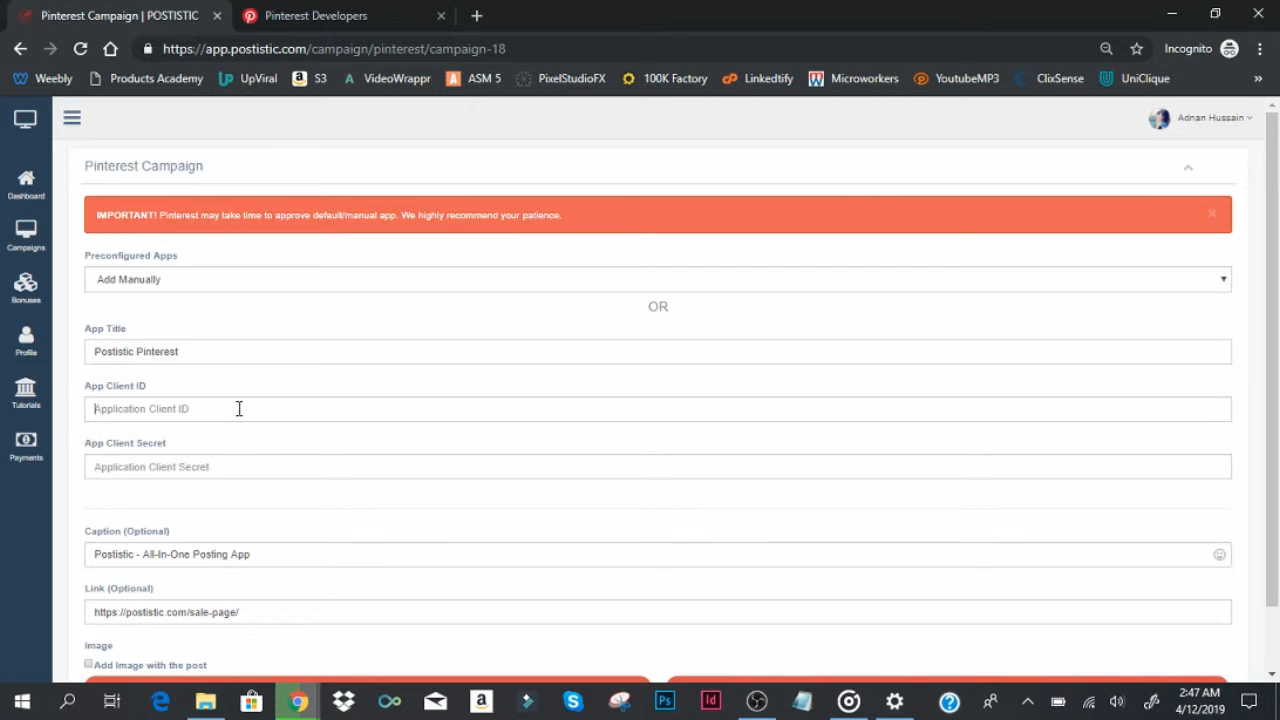 Pinterest Campaign | POSTISTIC
Pinterest Developers
https://app.postistic.com/campaign/pinterest/campaign-18
Incognito
Weebly
Products Academy
UpViral
S3
VideoWrappr
ASM 5
PixelStudioFX
100K Factory
Linkedtify
Microworkers
YoutubeMP3
ClixSense
UniClique
»
Adnan Hussain
Dashboard
Campaigns
Bonuses
Profile
Tutorials
Payments
Pinterest Campaign
IMPORTANT! Pinterest may take time to approve default/manual app. We highly recommend your patience.
Preconfigured Apps
Add Manually
OR
App Title
Postistic Pinterest
App Client ID
Application Client ID
App Client Secret
Application Client Secret
Caption (Optional)
Postistic - All-In-One Posting App
Link (Optional)
https://postistic.com/sale-page/
Image
Add Image with the post
2:47 AM
4/12/2019